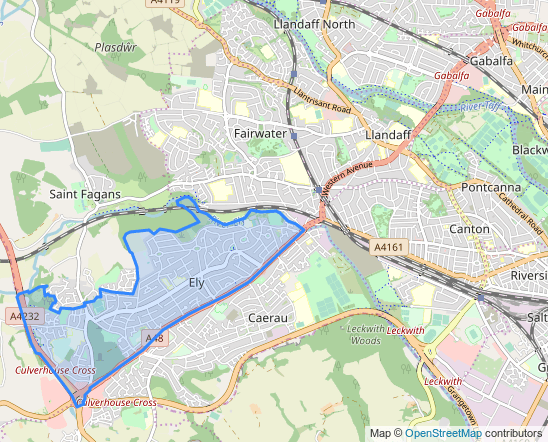 A4119
Llandaff North
Plasdŵr
Gabalfa
Whitchurch
Gabalfa
Gabalfa
Llantrisant Road
Main
River Taff
Fairwater
Llandaff
Blackw
Western Avenue
Pontcanna
Saint Fagans
Cathedral Road
Canton
A4161
Riversi
Ely
A4232
Caerau
Salt
A48
Leckwith
Woods
Leckwith
G
Culverhouse Cross
Leckwith
Grangetown
Culverhouse Cross
Map © OpenStreetMap contributors